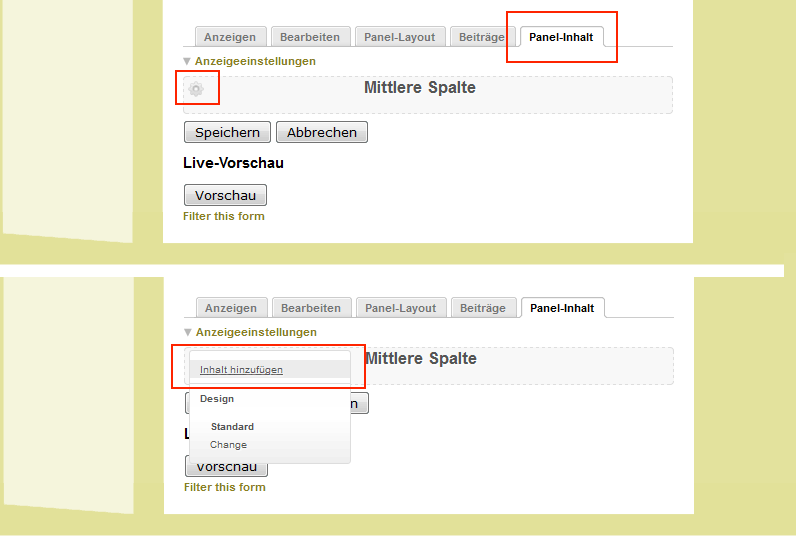 Anzeigen Bearbeiten Panel-Layout Beiträge Panel-Inhalt
Anzeigeeinstellungen
Mittlere Spalte
Speichern Abbrechen
Live-Vorschau
Vorschau
Filter this form
Anzeigen Bearbeiten Panel-Layout Beiträge Panel-Inhalt
Anzeigeeinstellungen
Mittlere Spalte
Inhalt hinzufügen
Design
Standard
Change
Vorschau
Filter this form